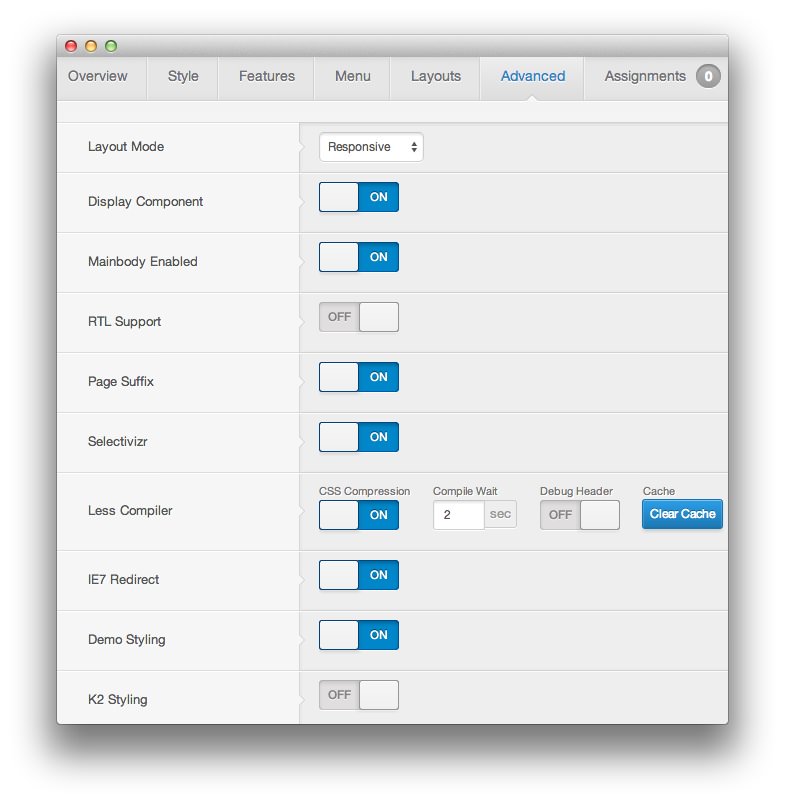 Overview Style Features Menu Layouts Advanced Assignments 0
Layout Mode Responsive
Display Component ON
Mainbody Enabled ON
RTL Support OFF
Page Suffix ON
Selectivizr ON
CSS Compression Compile Wait Debug Header Cache
Less Compiler ON 2 sec OFF Clear Cache
IE7 Redirect ON
Demo Styling ON
K2 Styling OFF